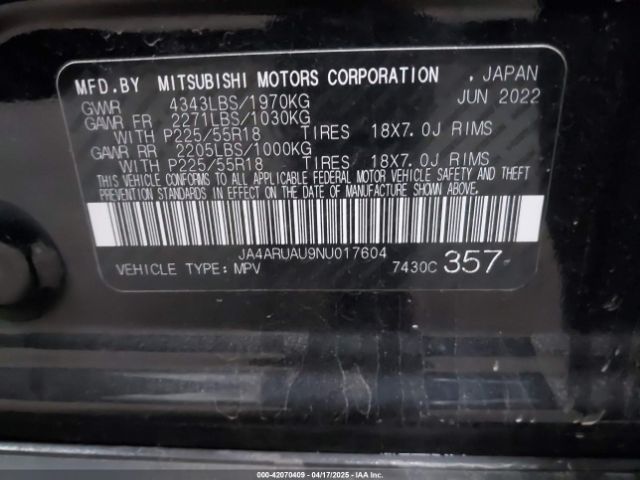 MFD.BY MITSUBISHI MOTORS CORPORATION , JAPAN
GVWR 4343LBS/1970KG JUN 2022
GAWR FR 2271LBS/1030KG
WITH P225/55R18 TIRES 18X7.0J RIMS
GAWR RR 2205LBS/1000KG
WITH P225/55R18 TIRES 18X7.0J RIMS
THIS VEHICLE CONFORMS TO ALL APPLICABLE FEDERAL MOTOR VEHICLE SAFETY AND THEFT
PREVENTION STANDARDS IN EFFECT ON THE DATE OF MANUFACTURE SHOWN ABOVE.
JA4ARUAU9NU017604
VEHICLE TYPE:MPV 7430C 357
000-42070409 - 04/17/2025 - © IAA, Inc.